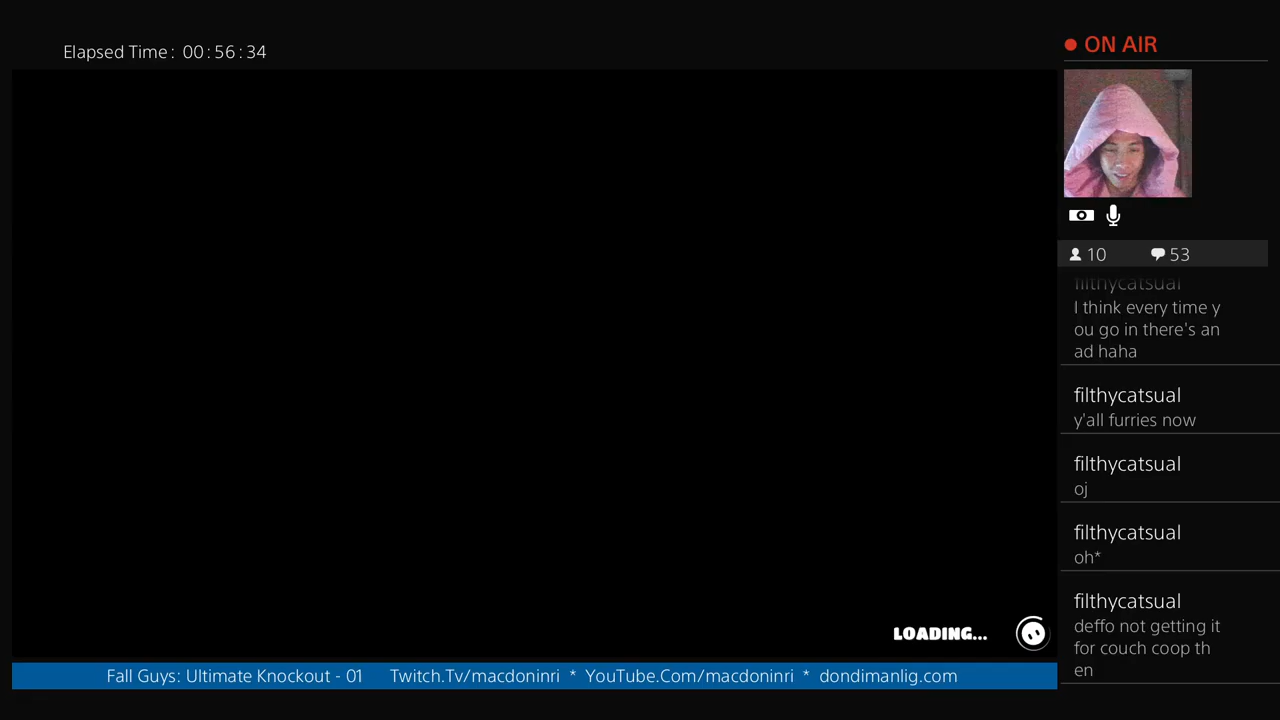 Elapsed Time: 00:56:34
ON AIR
10 53
filthycatsual
I think every time y
ou go in there's an
ad haha
filthycatsual
y'all furries now
filthycatsual
oj
filthycatsual
oh*
filthycatsual
deffo not getting it
for couch coop th
en
LOADING...
Fall Guys: Ultimate Knockout - 01 Twitch.Tv/macdoninri * YouTube.Com/macdoninri * dondimanlig.com